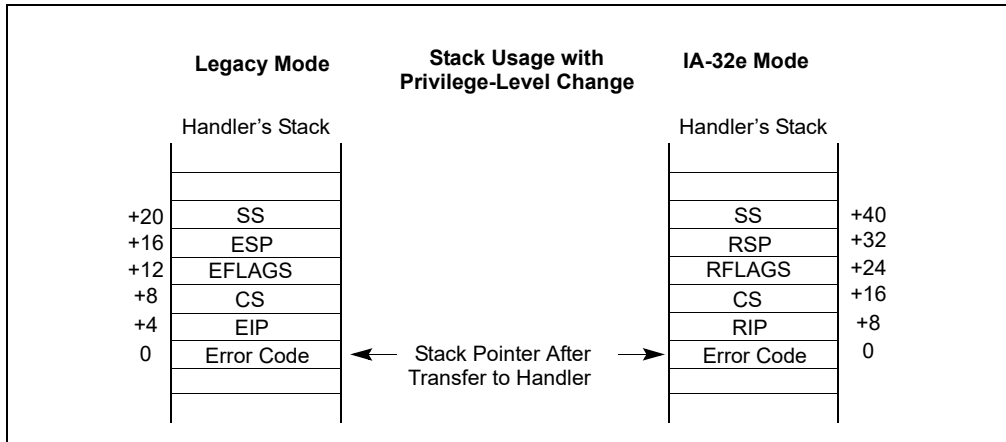 Legacy Mode
Stack Usage with
Privilege-Level Change
IA-32e Mode
Handler’s Stack
Handler’s Stack
+20 SS
+16 ESP
+12 EFLAGS
+8 CS
+4 EIP
0 Error Code
SS +40
RSP +32
RFLAGS +24
CS +16
RIP +8
Error Code 0
Stack Pointer After
Transfer to Handler